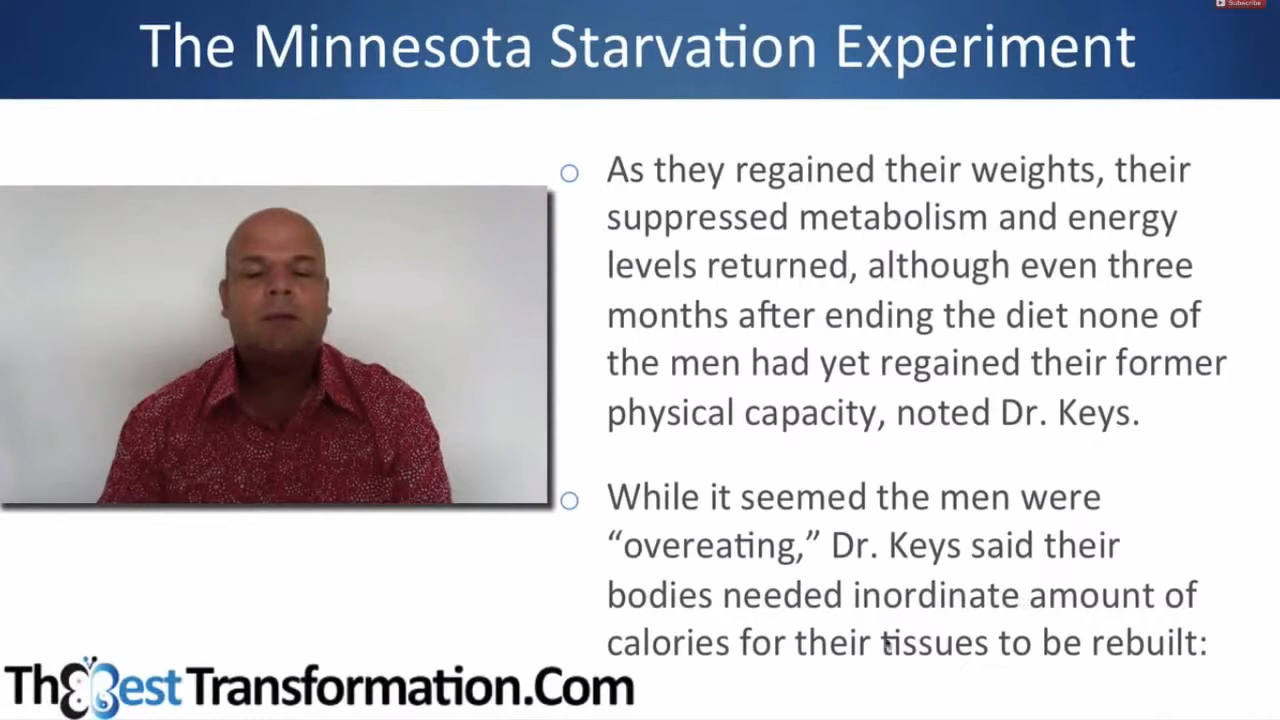 Subscribe
The Minnesota Starvation Experiment
As they regained their weights, their
suppressed metabolism and energy
levels returned, although even three
months after ending the diet none of
the men had yet regained their former
physical capacity, noted Dr. Keys.
While it seemed the men were
“overeating,” Dr. Keys said their
bodies needed inordinate amount of
calories for their tissues to be rebuilt:
TheBestTransformation.Com